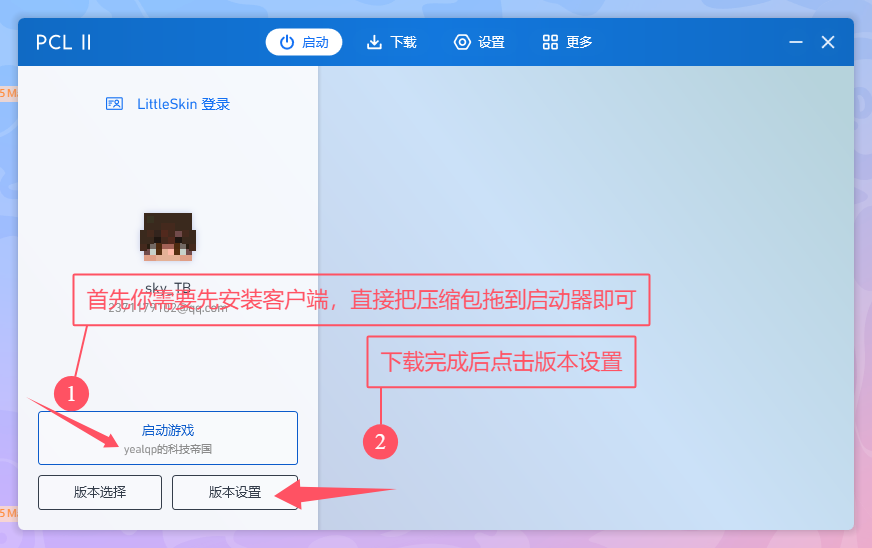 PCL II
启动
下载
设置
更多
LittleSkin 登录
sky_TB
首先你需要先安装客户端，直接把压缩包拖到启动器即可
下载完成后点击版本设置
1
2
启动游戏
yealqp的科技帝国
版本选择
版本设置